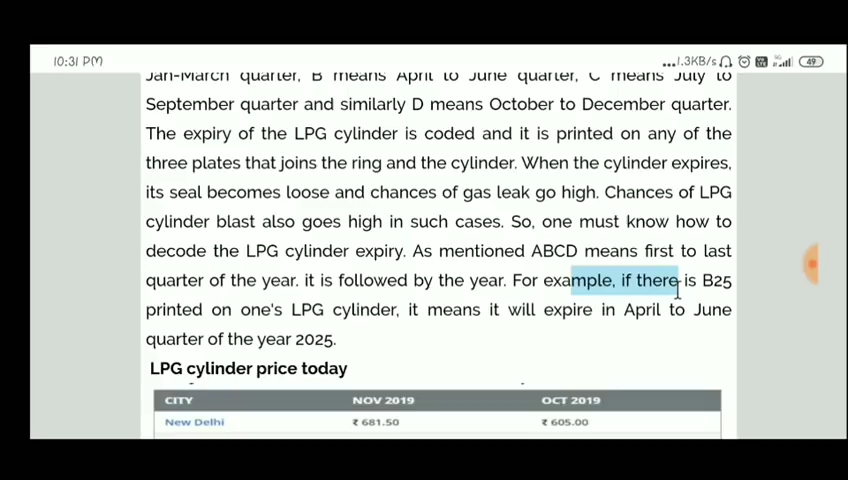 10:31 PM
...1.3KB/s
49
Jan-March quarter, B means April to June quarter, C means July to
September quarter and similarly D means October to December quarter.
The expiry of the LPG cylinder is coded and it is printed on any of the
three plates that joins the ring and the cylinder. When the cylinder expires,
its seal becomes loose and chances of gas leak go high. Chances of LPG
cylinder blast also goes high in such cases. So, one must know how to
decode the LPG cylinder expiry. As mentioned ABCD means first to last
quarter of the year. it is followed by the year. For example, if there is B25
printed on one's LPG cylinder, it means it will expire in April to June
quarter of the year 2025.
LPG cylinder price today
CITY NOV 2019 OCT 2019
New Delhi ₹ 681.50 ₹ 605.00